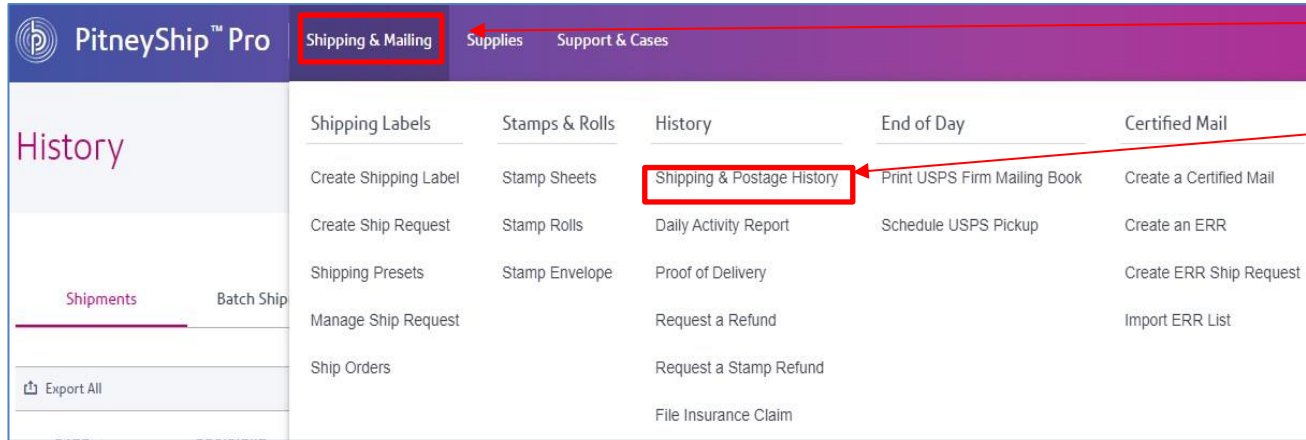 PitneyShip™ Pro
Shipping & Mailing
Supplies
Support & Cases
History
Shipping Labels
Create Shipping Label
Create Ship Request
Shipping Presets
Manage Ship Request
Ship Orders
Stamps & Rolls
Stamp Sheets
Stamp Rolls
Stamp Envelope
History
Shipping & Postage History
Daily Activity Report
Proof of Delivery
Request a Refund
Request a Stamp Refund
File Insurance Claim
End of Day
Print USPS Firm Mailing Book
Schedule USPS Pickup
Certified Mail
Create a Certified Mail
Create an ERR
Create ERR Ship Request
Import ERR List
Shipments
Batch Ship
Export All